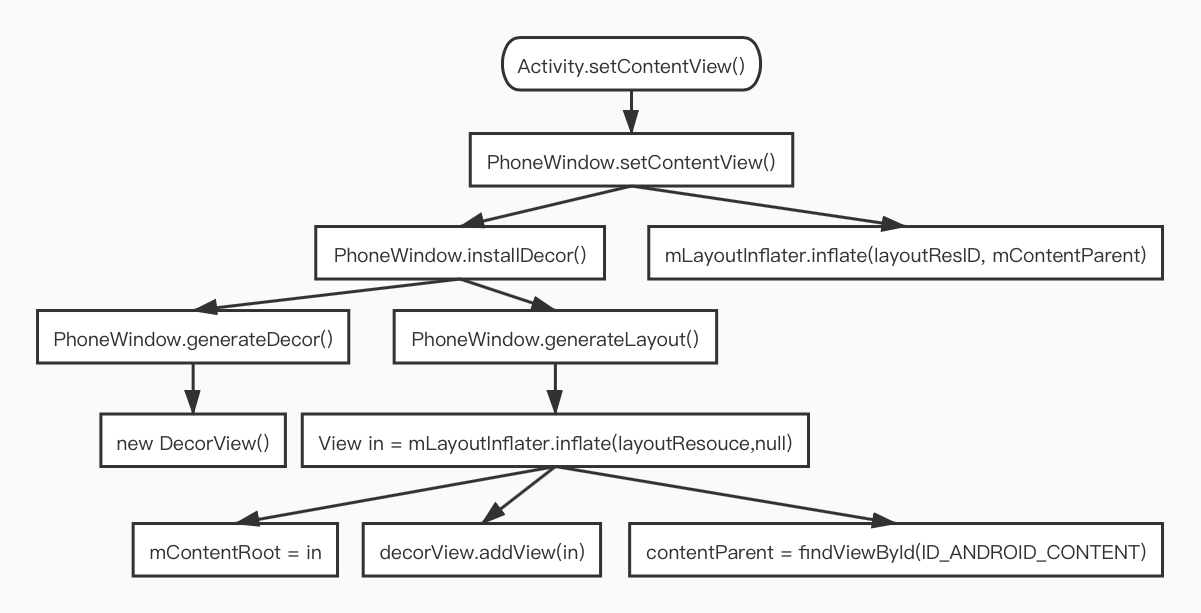 Activity.setContentView()
PhoneWindow.setContentView()
PhoneWindow.installDecor()
mLayoutInflater.inflate(layoutResID, mContentParent)
PhoneWindow.generateDecor()
PhoneWindow.generateLayout()
new DecorView()
View in = mLayoutInflater.inflate(layoutResouce,null)
mContentRoot = in
decorView.addView(in)
contentParent = findViewById(ID_ANDROID_CONTENT)